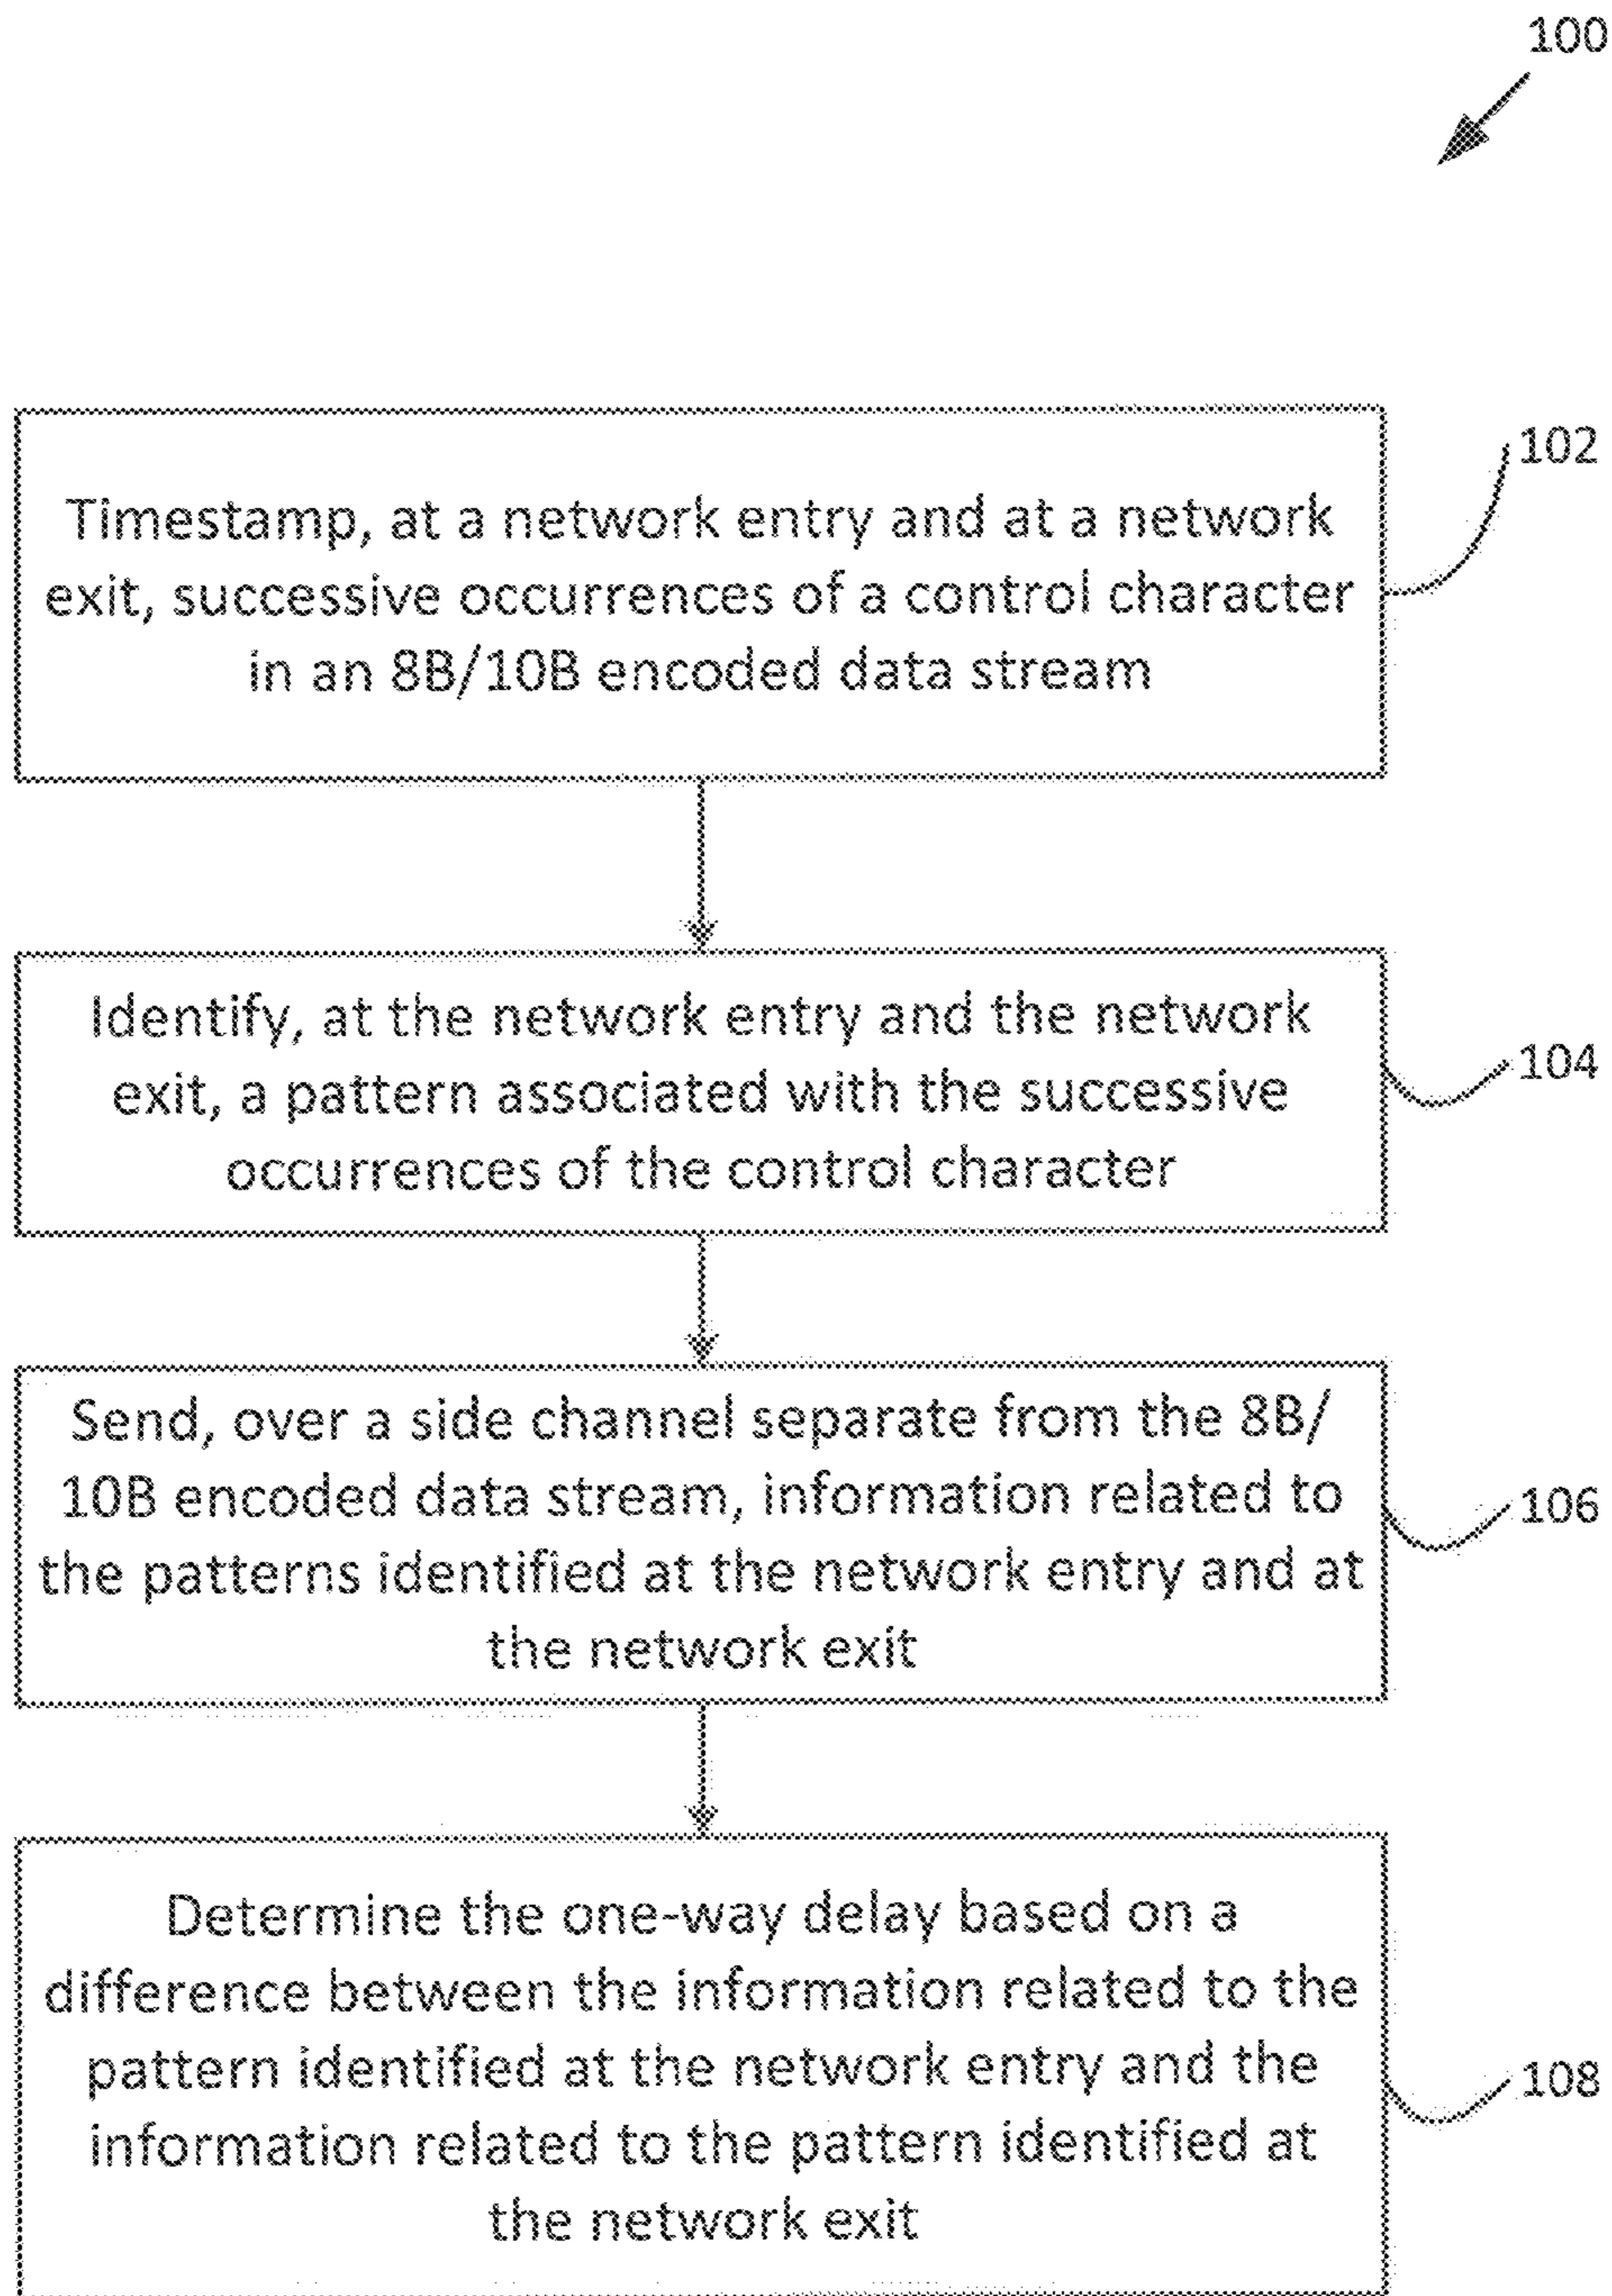 100
Timestamp, at a network entry and at a network
exit, successive occurrences of a control character
in an 8B/10B encoded data stream
102
Identify, at the network entry and the network
exit, a pattern associated with the successive
occurrences of the control character
104
Send, over a side channel separate from the 8B/
10B encoded data stream, information related to
the patterns identified at the network entry and at
the network exit
106
Determine the one-way delay based on a
difference between the information related to the
pattern identified at the network entry and the
information related to the pattern identified at
the network exit
108